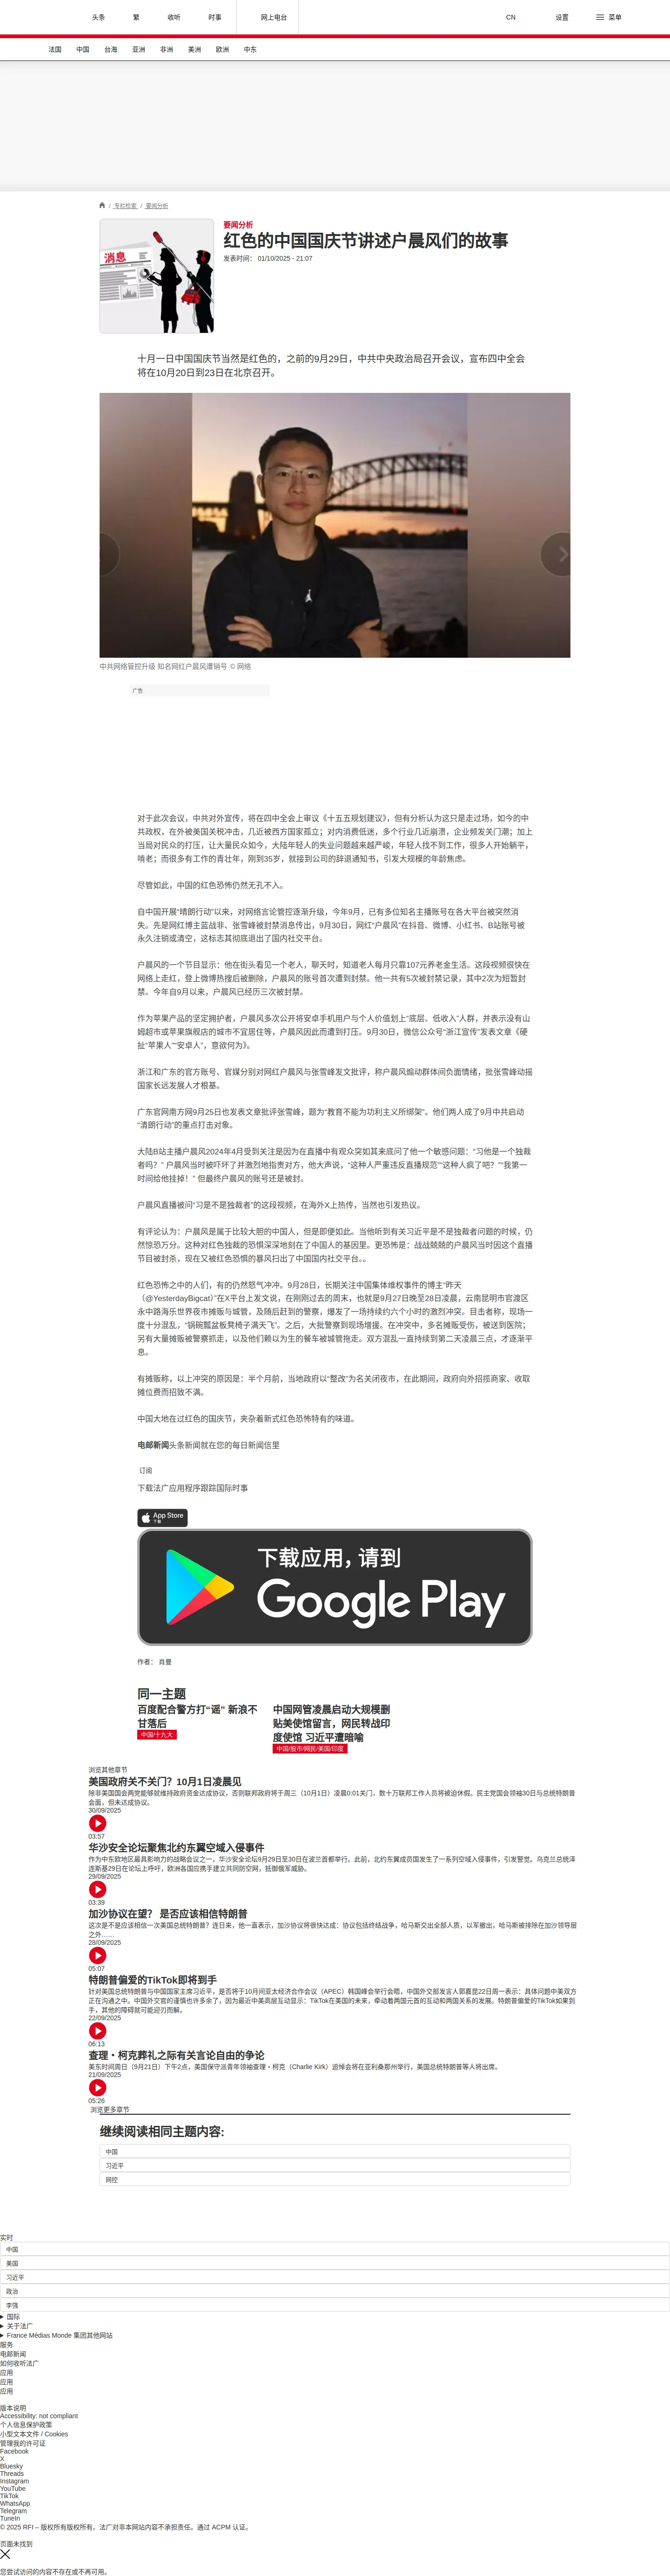 头条
繁
收听
时事
网上电台
CN
设置
菜单
法国
中国
台海
亚洲
非洲
美洲
欧洲
中东
/ 专栏检索 / 要闻分析
消息
要闻分析
红色的中国国庆节讲述户晨风们的故事
发表时间： 01/10/2025 - 21:07
十月一日中国国庆节当然是红色的，之前的9月29日，中共中央政治局召开会议，宣布四中全会
将在10月20日到23日在北京召开。
中共网络管控升级 知名网红户晨风遭销号 © 网络
广告
对于此次会议，中共对外宣传，将在四中全会上审议《十五五规划建议》，但有分析认为这只是走过场，如今的中
共政权，在外被美国关税冲击，几近被西方国家孤立；对内消费低迷，多个行业几近崩溃，企业频发关门潮；加上
当局对民众的打压，让大量民众如今，大陆年轻人的失业问题越来越严峻，年轻人找不到工作，很多人开始躺平，
啃老；而很多有工作的青壮年，刚到35岁，就接到公司的辞退通知书，引发大规模的年龄焦虑。
尽管如此，中国的红色恐怖仍然无孔不入。
自中国开展“晴朗行动”以来，对网络言论管控逐渐升级，今年9月，已有多位知名主播账号在各大平台被突然消
失。先是网红博主蓝战非、张雪峰被封禁消息传出，9月30日，网红“户晨风”在抖音、微博、小红书、B站账号被
永久注销或清空，这标志其彻底退出了国内社交平台。
户晨风的一个节目显示：他在街头看见一个老人，聊天时，知道老人每月只靠107元养老金生活。这段视频很快在
网络上走红，登上微博热搜后被删除，户晨风的账号首次遭到封禁。他一共有5次被封禁记录，其中2次为短暂封
禁。今年自9月以来，户晨风已经历三次被封禁。
作为苹果产品的坚定拥护者，户晨风多次公开将安卓手机用户与个人价值划上“底层、低收入”人群，并表示没有山
姆超市或苹果旗舰店的城市不宜居住等，户晨风因此而遭到打压。9月30日，微信公众号“浙江宣传”发表文章《硬
扯“苹果人”“安卓人”，意欲何为》。
浙江和广东的官方账号、官媒分别对网红户晨风与张雪峰发文批评，称户晨风煽动群体间负面情绪，批张雪峰动摇
国家长远发展人才根基。
广东官网南方网9月25日也发表文章批评张雪峰，题为“教育不能为功利主义所绑架”。他们两人成了9月中共启动
“清朗行动”的重点打击对象。
大陆B站主播户晨风2024年4月受到关注是因为在直播中有观众突如其来底问了他一个敏感问题：“习他是一个独裁
者吗？ ” 户晨风当时被吓坏了并激烈地指责对方，他大声说，“这种人严重违反直播规范”“这种人疯了吧？”“我第一
时间给他挂掉！ ” 但最终户晨风的账号还是被封。
户晨风直播被问“习是不是独裁者”的这段视频，在海外X上热传，当然也引发热议。
有评论认为：户晨风是属于比较大胆的中国人，但是即便如此。当他听到有关习近平是不是独裁者问题的时候，仍
然惊恐万分。这种对红色独裁的恐惧深深地刻在了中国人的基因里。更恐怖是：战战兢兢的户晨风当时因这个直播
节目被封杀，现在又被红色恐惧的暴风扫出了中国国内社交平台。。
红色恐怖之中的人们，有的仍然怒气冲冲。9月28日，长期关注中国集体维权事件的博主“昨天
（@YesterdayBigcat）”在X平台上发文说，在刚刚过去的周末，也就是9月27日晚至28日凌晨，云南昆明市官渡区
永中路海乐世界夜市摊贩与城管，及随后赶到的警察，爆发了一场持续约六个小时的激烈冲突。目击者称，现场一
度十分混乱，“锅碗瓢盆板凳椅子满天飞”。之后，大批警察到现场增援。在冲突中，多名摊贩受伤，被送到医院；
另有大量摊贩被警察抓走，以及他们赖以为生的餐车被城管拖走。双方混乱一直持续到第二天凌晨三点，才逐渐平
息。
有摊贩称，以上冲突的原因是：半个月前，当地政府以“整改”为名关闭夜市，在此期间，政府向外招揽商家、收取
摊位费而招致不满。
中国大地在过红色的国庆节，夹杂着新式红色恐怖特有的味道。
电邮新闻头条新闻就在您的每日新闻信里
订阅
下载法广应用程序跟踪国际时事
App Store
下载
下载应用，请到
Google Play
作者： 肖曼
同一主题
百度配合警方打“谣” 新浪不
甘落后
中国/十九大
中国网管凌晨启动大规模删
贴美使馆留言，网民转战印
度使馆 习近平遭暗喻
中国/股市/网民/美国/印度
浏览其他章节
美国政府关不关门？10月1日凌晨见
除非美国国会两党能够就维持政府资金达成协议，否则联邦政府将于周三（10月1日）凌晨0:01关门，数十万联邦工作人员将被迫休假。民主党国会领袖30日与总统特朗普
会面，但未达成协议。
30/09/2025
03:57
华沙安全论坛聚焦北约东翼空域入侵事件
作为中东欧地区最具影响力的战略会议之一，华沙安全论坛9月29日至30日在波兰首都举行。此前，北约东翼成员国发生了一系列空域入侵事件，引发警觉。乌克兰总统泽
连斯基29日在论坛上呼吁，欧洲各国应携手建立共同防空网，抵御俄军威胁。
29/09/2025
03:39
加沙协议在望？ 是否应该相信特朗普
这次是不是应该相信一次美国总统特朗普？连日来，他一直表示，加沙协议将很快达成：协议包括终结战争，哈马斯交出全部人质，以军撤出，哈马斯被排除在加沙领导层
之外……
28/09/2025
05:07
特朗普偏爱的TikTok即将到手
针对美国总统特朗普与中国国家主席习近平，是否将于10月间亚太经济合作会议（APEC）韩国峰会举行会晤，中国外交部发言人郭嘉昆22日周一表示：具体问题中美双方
正在沟通之中。中国外交官的谨慎也许多余了，因为最近中美高层互动显示：TikTok在美国的未来，牵动着两国元首的互动和两国关系的发展。特朗普偏爱的TikTok如果到
手，其他的障碍就可能迎刃而解。
22/09/2025
06:13
查理・柯克葬礼之际有关言论自由的争论
美东时间周日（9月21日）下午2点，美国保守派青年领袖查理・柯克（Charlie Kirk）追悼会将在亚利桑那州举行，美国总统特朗普等人将出席。
21/09/2025
05:26
浏览更多章节
继续阅读相同主题内容:
中国
习近平
网控
实时
中国
美国
习近平
政治
李强
国际
关于法广
France Médias Monde 集团其他网站
服务
电邮新闻
如何收听法广
应用
应用
应用
版本说明
Accessibility: not compliant
个人信息保护政策
小型文本文件 / Cookies
管理我的许可证
Facebook
X
Bluesky
Threads
Instagram
YouTube
TikTok
WhatsApp
Telegram
TuneIn
© 2025 RFI – 版权所有版权所有。法广对非本网站内容不承担责任。通过 ACPM 认证。
页面未找到
您尝试访问的内容不存在或不再可用。